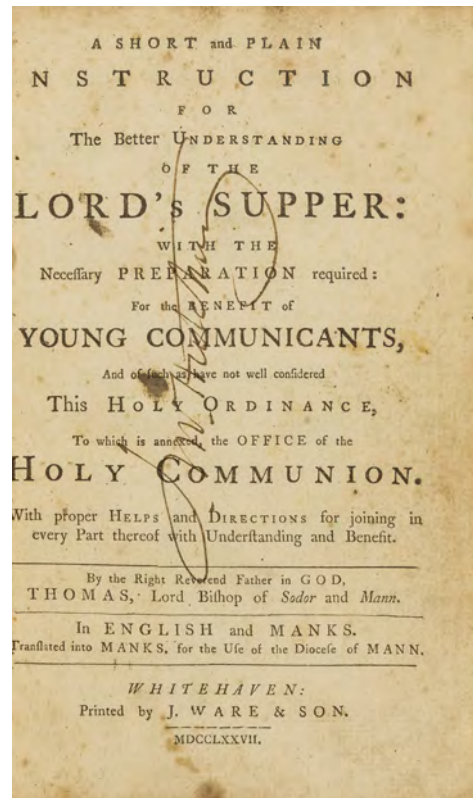 A SHORT and PLAIN
NSTRUCTION
FOR
The Better UNDERSTANDING
OF THE
LORD's SUPPER:
WITH THE
Neceſſary PREPARATION required:
For the BENEFIT of
YOUNG COMMUNICANTS,
And of ſuch as have not well conſidered
This HOLY ORDINANCE,
To which is annexed, the OFFICE of the
HOLY COMMUNION.
With proper HELPS and DIRECTIONS for joining in
every Part thereof with Underſtanding and Benefit.
By the Right Reverend Father in GOD,
THOMAS, Lord Biſhop of Sodor and Mann.
In ENGLISH and MANKS.
Tranſlated into MANKS, for the Uſe of the Dioceſe of MANN.
WHITEHAVEN:
Printed by J. WARE & SON.
MDCCLXXVII.